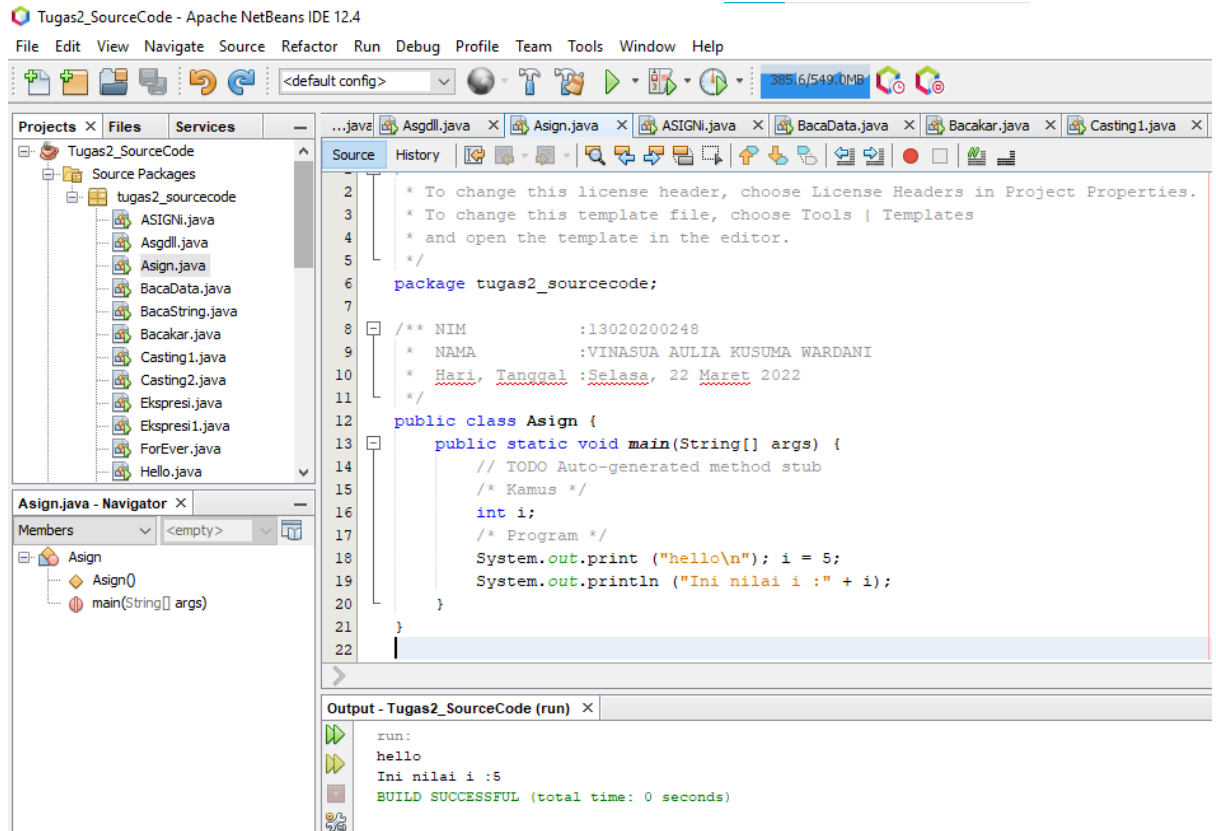 Tugas2_SourceCode - Apache NetBeans IDE 12.4
File Edit View Navigate Source Refactor Run Debug Profile Team Tools Window Help
<default config>
385.6/549.0MB
Projects Files Services
Tugas2_SourceCode
Source Packages
tugas2_sourcecode
ASIGNi.java
Asgdll.java
Asign.java
BacaData.java
BacaString.java
Bacakar.java
Casting1.java
Casting2.java
Ekspresi.java
Ekspresi1.java
ForEver.java
Hello.java
Asign.java - Navigator
Members <empty>
Asign
Asign()
main(String[] args)
...java Asgdll.java Asign.java ASIGNi.java BacaData.java Bacakar.java Casting1.java
Source History
2 * To change this license header, choose License Headers in Project Properties.
3 * To change this template file, choose Tools | Templates
4 * and open the template in the editor.
5 */
6 package tugas2_sourcecode;
7
8 /** NIM :13020200248
9 * NAMA :VINASUA AULIA KUSUMA WARDANI
10 * Hari, Tanggal :Selasa, 22 Maret 2022
11 */
12 public class Asign {
13 public static void main(String[] args) {
14 // TODO Auto-generated method stub
15 /* Kamus */
16 int i;
17 /* Program */
18 System.out.print ("hello\n"); i = 5;
19 System.out.println ("Ini nilai i :" + i);
20 }
21 }
22
Output - Tugas2_SourceCode (run)
run:
hello
Ini nilai i :5
BUILD SUCCESSFUL (total time: 0 seconds)